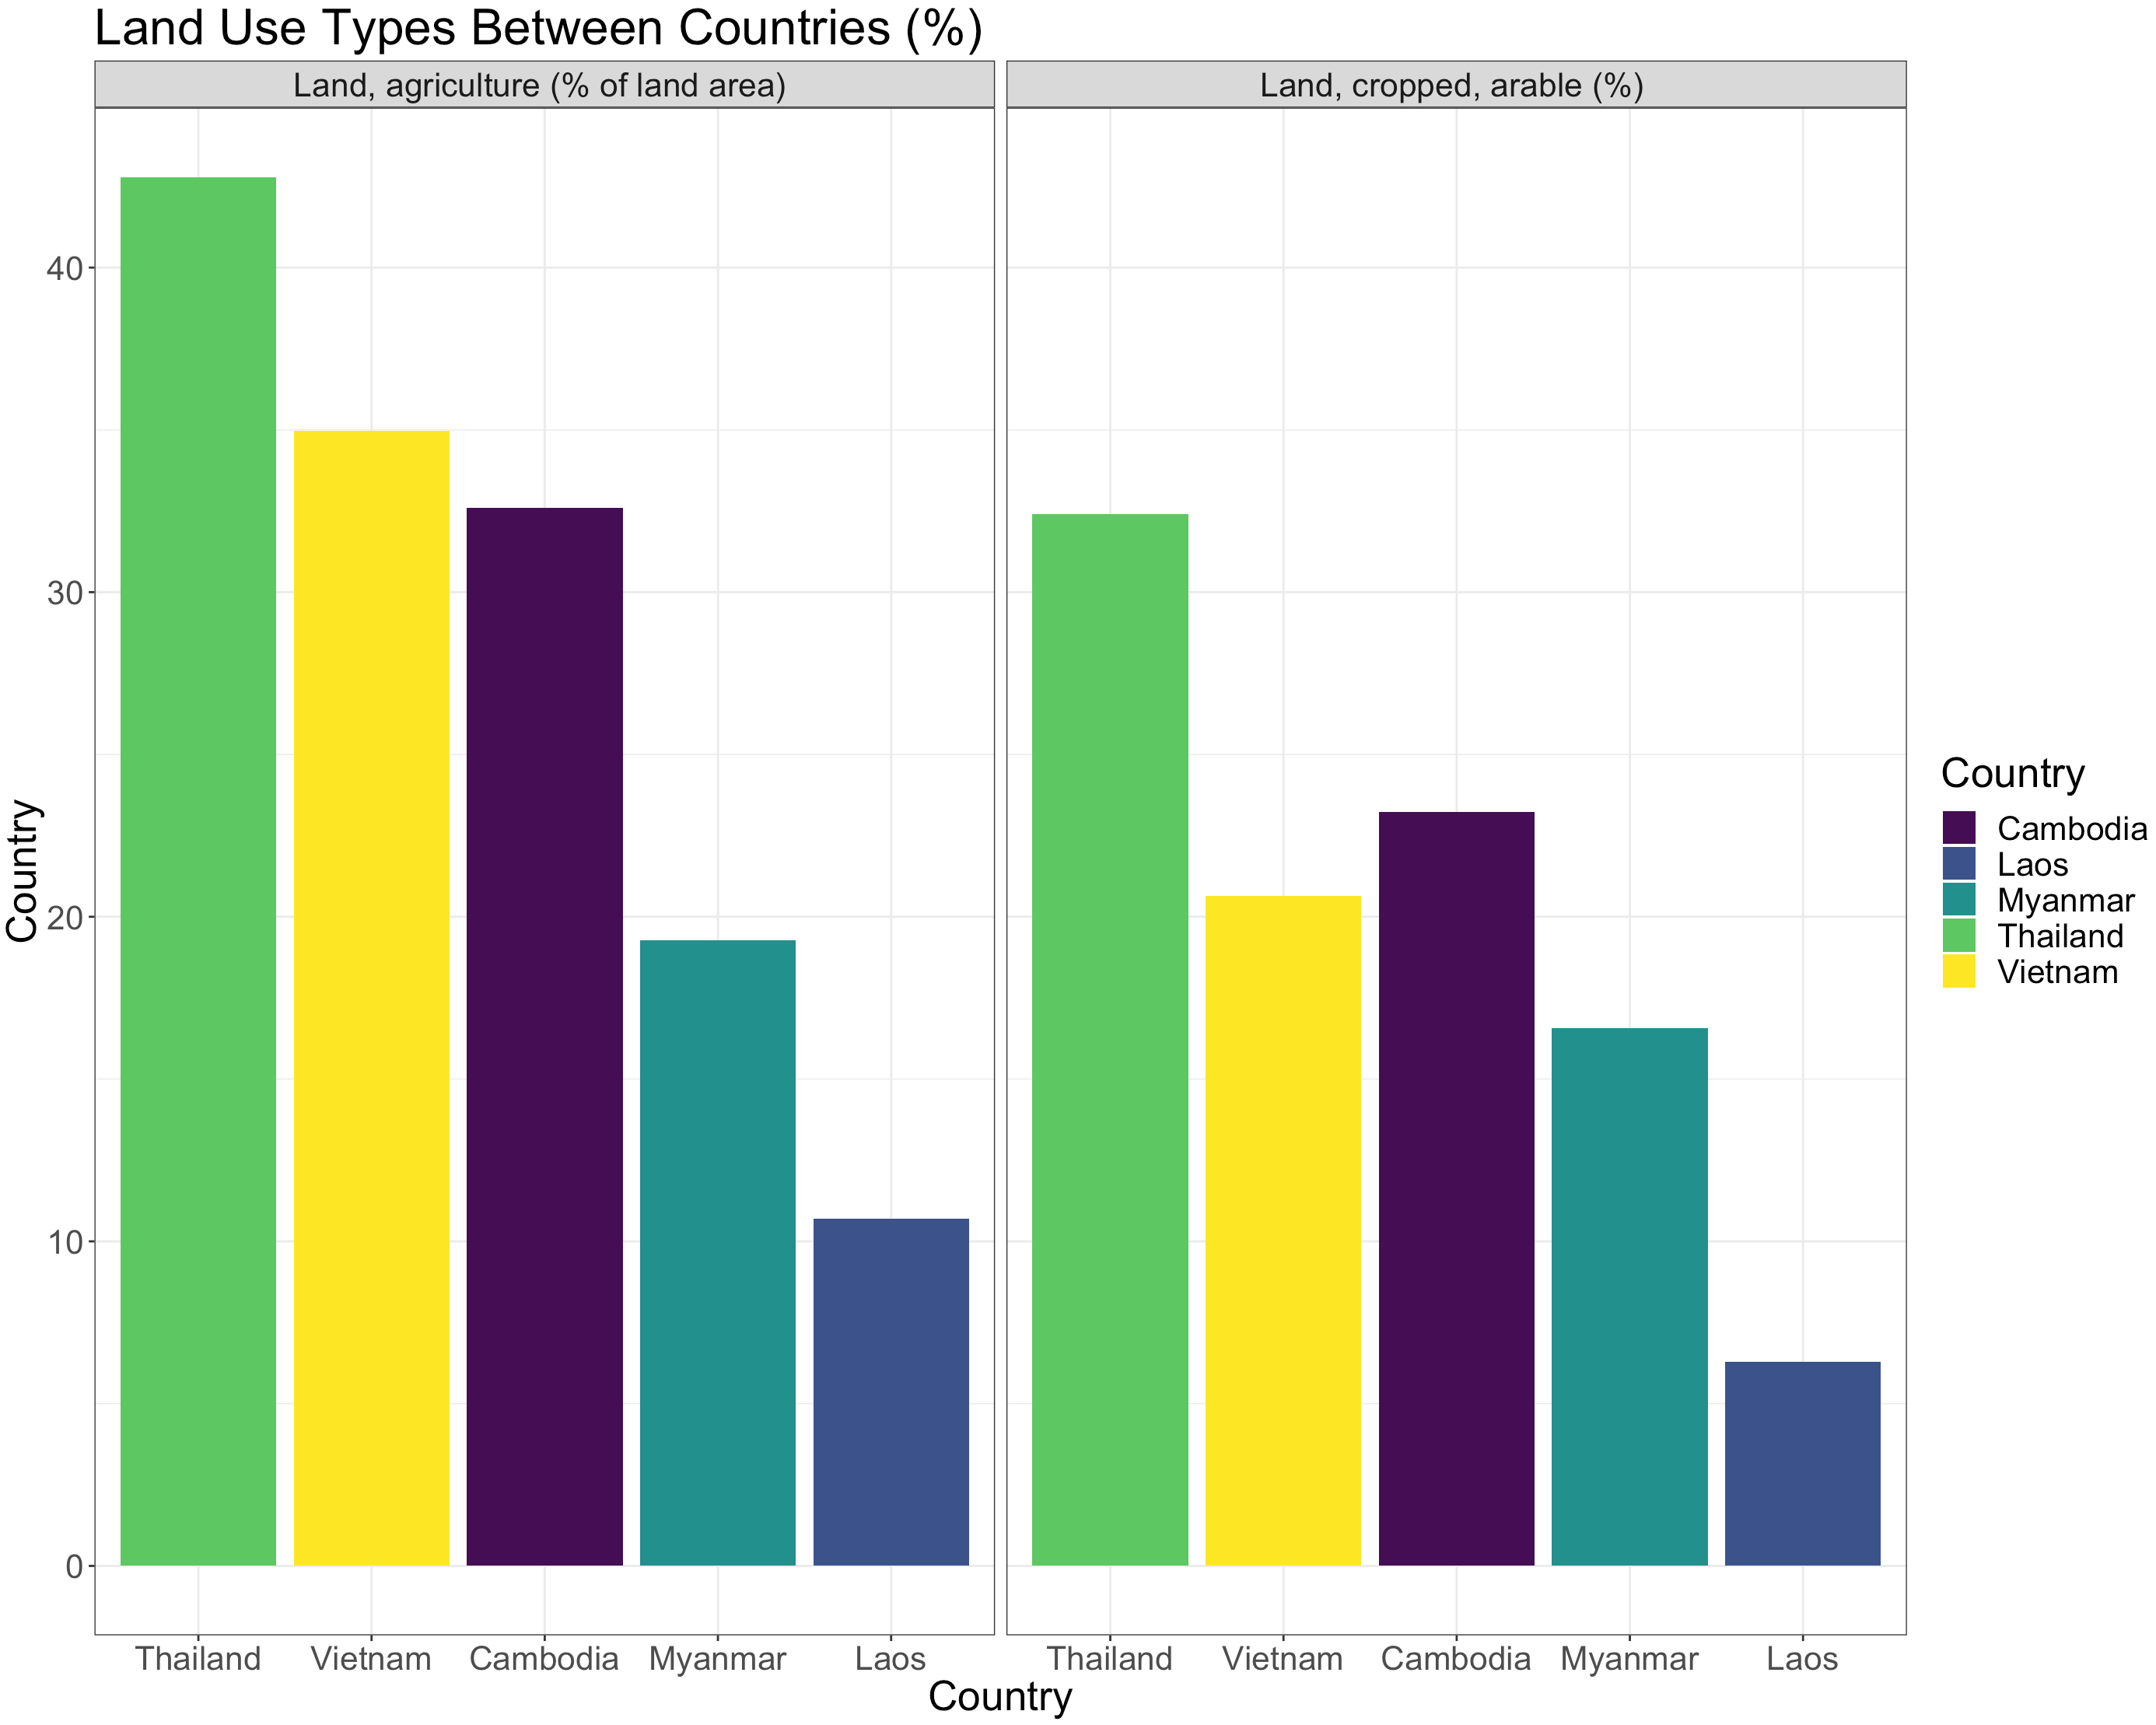 Land Use Types Between Countries (%)
Land, agriculture (% of land area)
Land, cropped, arable (%)
40
30
20
10
0
Country
Thailand Vietnam Cambodia Myanmar Laos
Thailand Vietnam Cambodia Myanmar Laos
Country
Country
Cambodia
Laos
Myanmar
Thailand
Vietnam